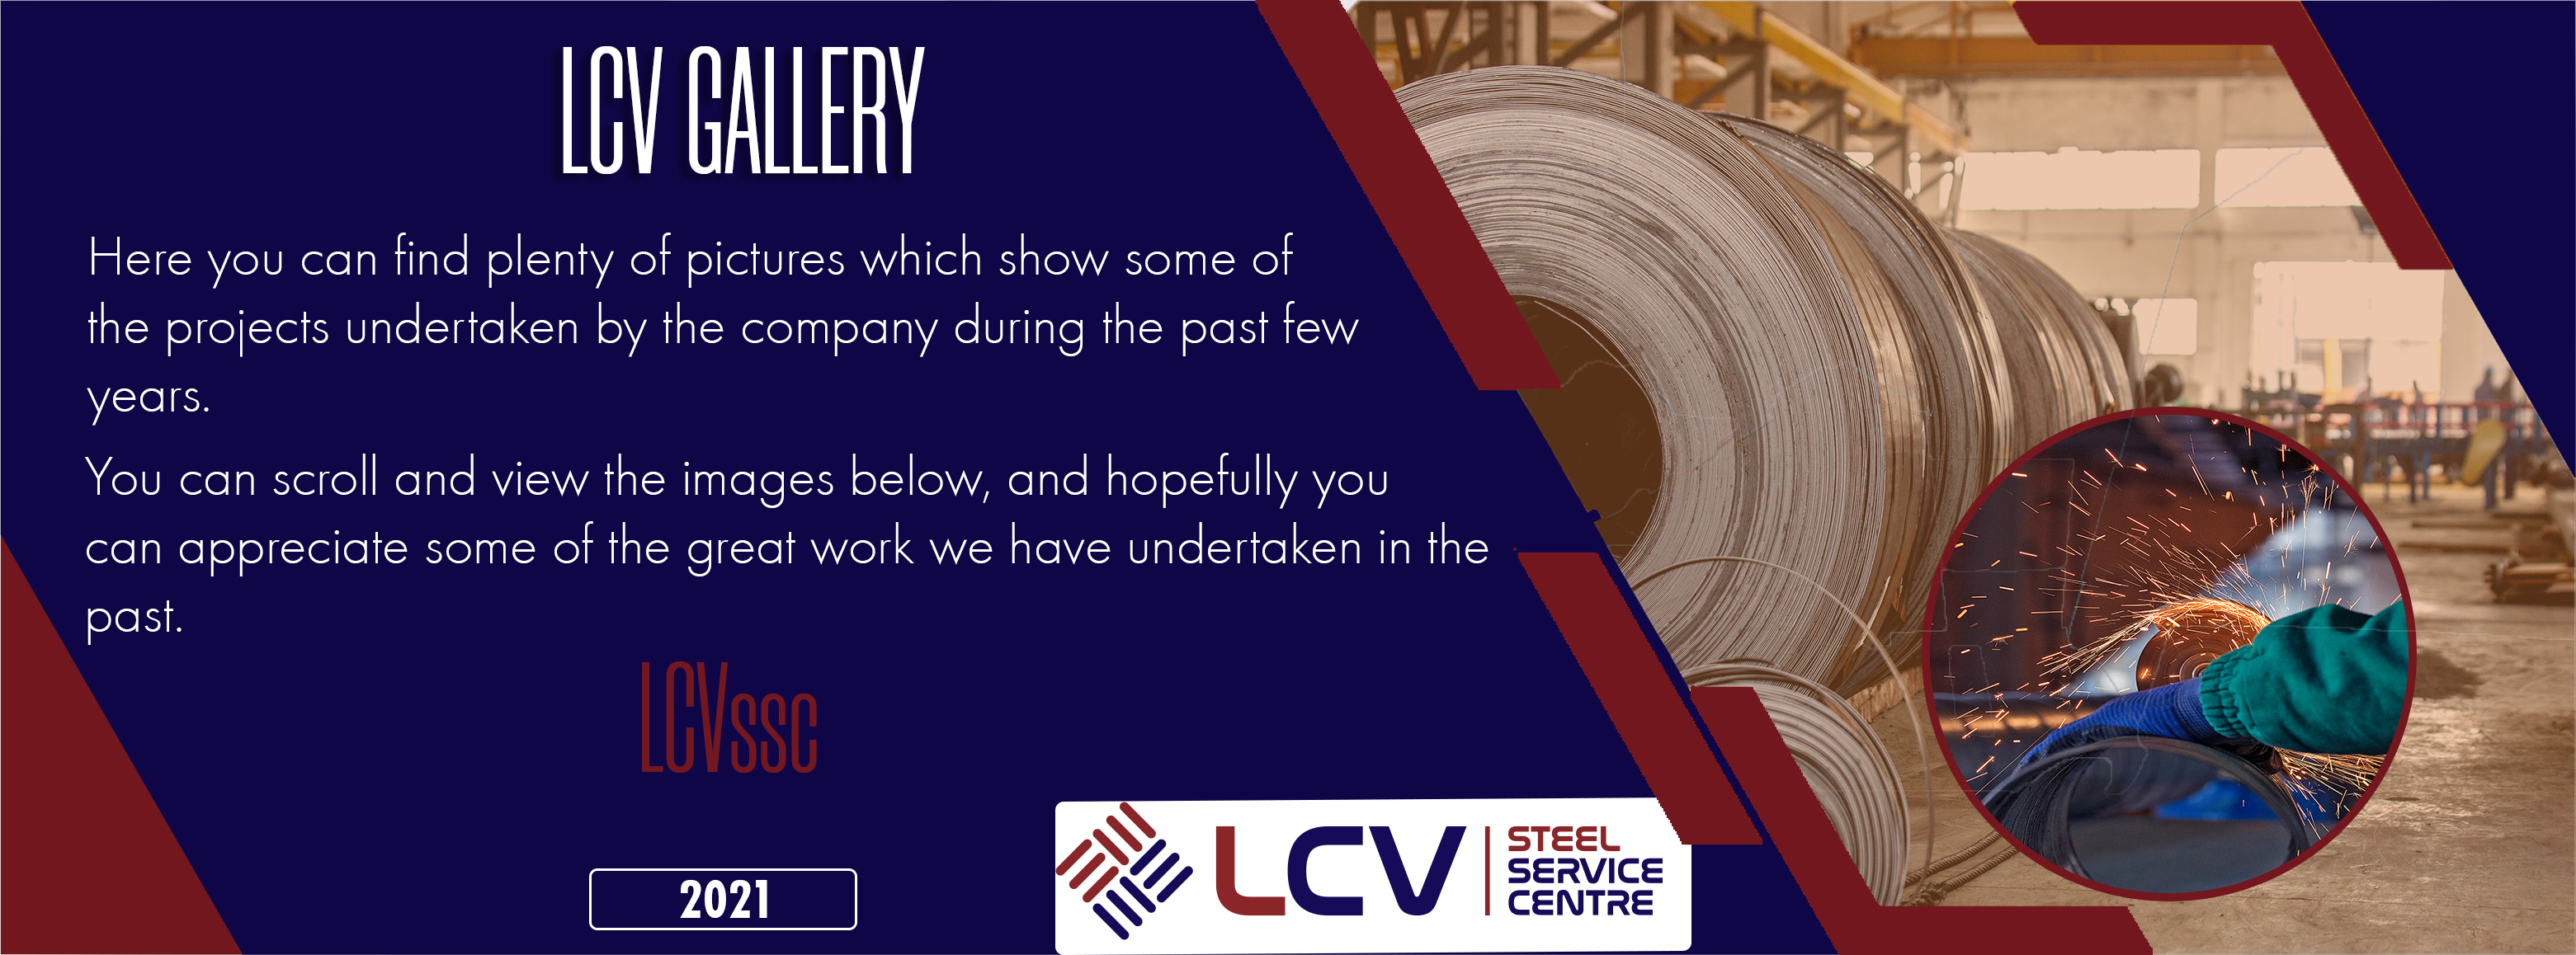 LCV GALLERY
Here you can find plenty of pictures which show some of
the projects undertaken by the company during the past few
years.
You can scroll and view the images below, and hopefully you
can appreciate some of the great work we have undertaken in the
past.
LCVssc
2021
LCV
STEEL
SERVICE
CENTRE